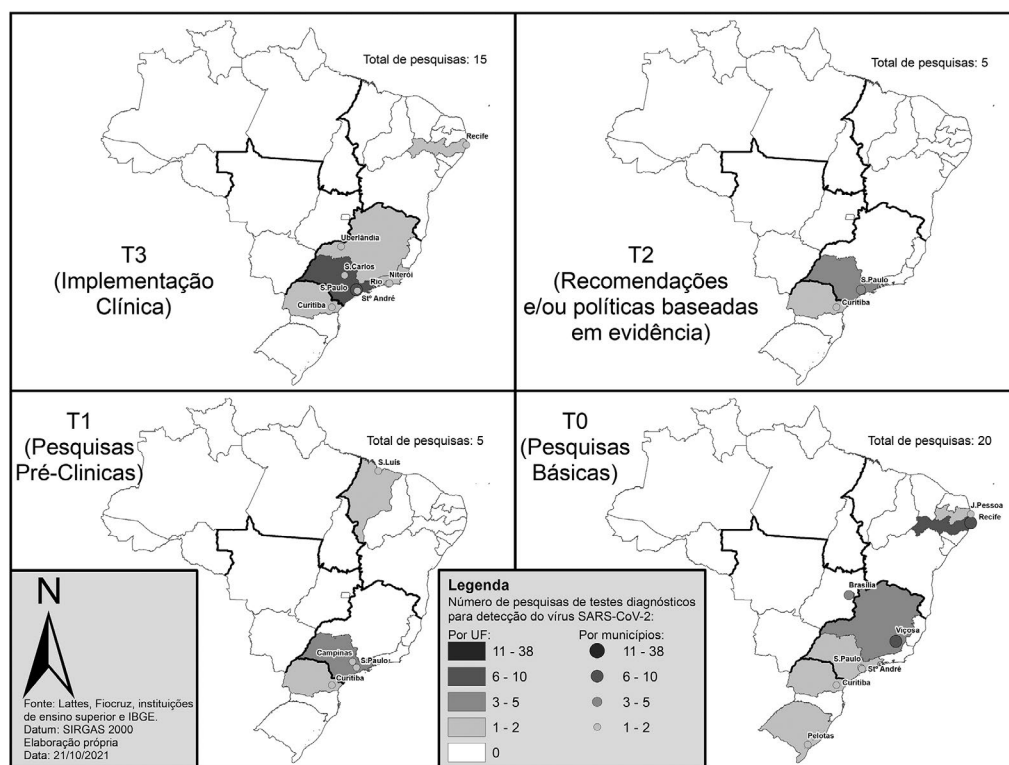 Total de pesquisas: 15
Recife
Uberlândia
S.Carlos
Niterói
Rio
S.Paulo
Stº André
Curitiba
T3
(Implementação
Clínica)
Total de pesquisas: 5
S.Paulo
Curitiba
T2
(Recomendações
e/ou políticas baseadas
em evidência)
T1
(Pesquisas
Pré-Clinicas)
Total de pesquisas: 5
S.Luis
Campinas
S.Paulo
Curitiba
T0
(Pesquisas
Básicas)
Total de pesquisas: 20
J.Pessoa
Recife
Brasília
Viçosa
S.Paulo
Stº André
Curitiba
Pelotas
N
Fonte: Lattes, Fiocruz, instituições
de ensino superior e IBGE.
Datum: SIRGAS 2000
Elaboração própria
Data: 21/10/2021
Legenda
Número de pesquisas de testes diagnósticos
para detecção do vírus SARS-CoV-2:
Por UF: Por municípios:
11 - 38 11 - 38
6 - 10 6 - 10
3 - 5 3 - 5
1 - 2 1 - 2
0